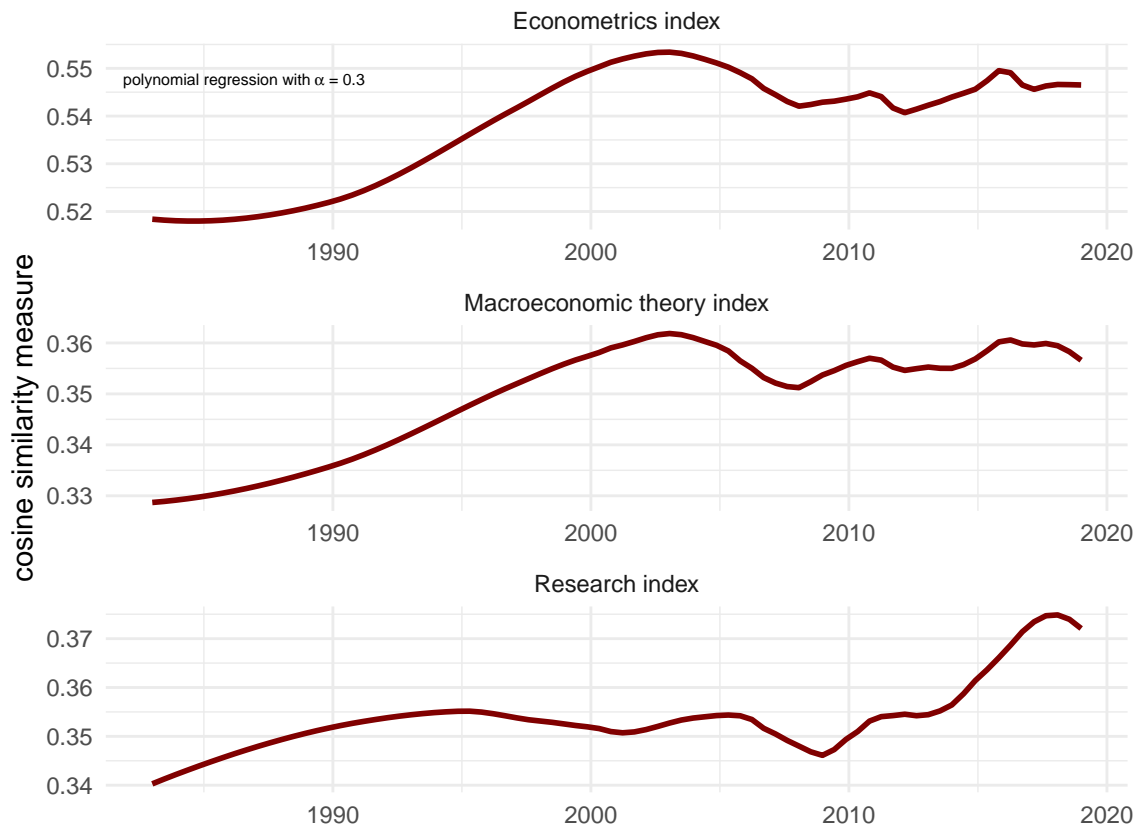 Econometrics index
polynomial regression with α = 0.3
0.55
0.54
0.53
0.52
1990 2000 2010 2020
cosine similarity measure
Macroeconomic theory index
0.36
0.35
0.34
0.33
1990 2000 2010 2020
Research index
0.37
0.36
0.35
0.34
1990 2000 2010 2020